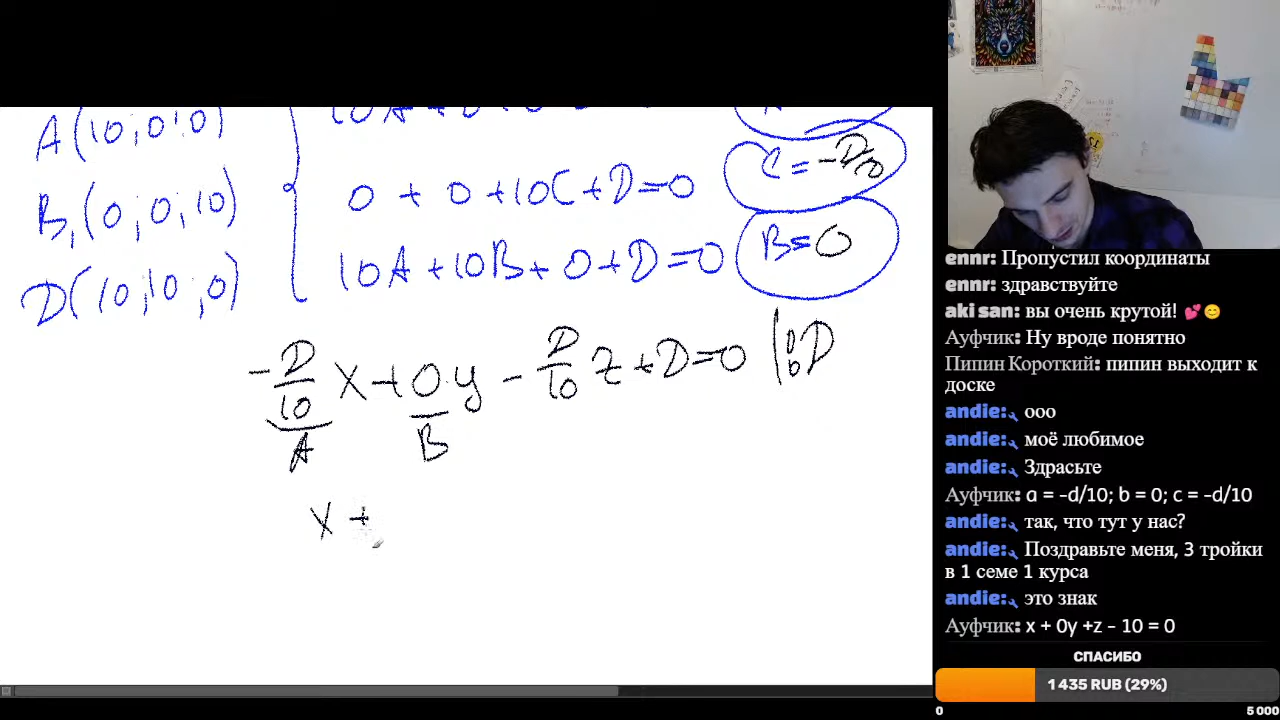 A(10;0;0)
B₁(0;0;10)
C = -D/10
0 + 0 + 10C + D = 0
10A + 10B + 0 + D = 0
B = 0
D(10;10;0)
-D/10 x + 0·y - D/10 z + D = 0
A
B
x +
ennr: Пропустил координаты
ennr: здравствуйте
aki san: вы очень крутой! 💕😊
Ауфчик: Ну вроде понятно
Пипин Короткий: пипин выходит к
доске
andie: ооо
andie: моё любимое
andie: Здрасьте
Ауфчик: a = -d/10; b = 0; c = -d/10
andie: так, что тут у нас?
andie: Поздравьте меня, 3 тройки
в 1 семе 1 курса
andie: это знак
Ауфчик: x + 0y +z - 10 = 0
СПАСИБО
1 435 RUB (29%)
0
5 000